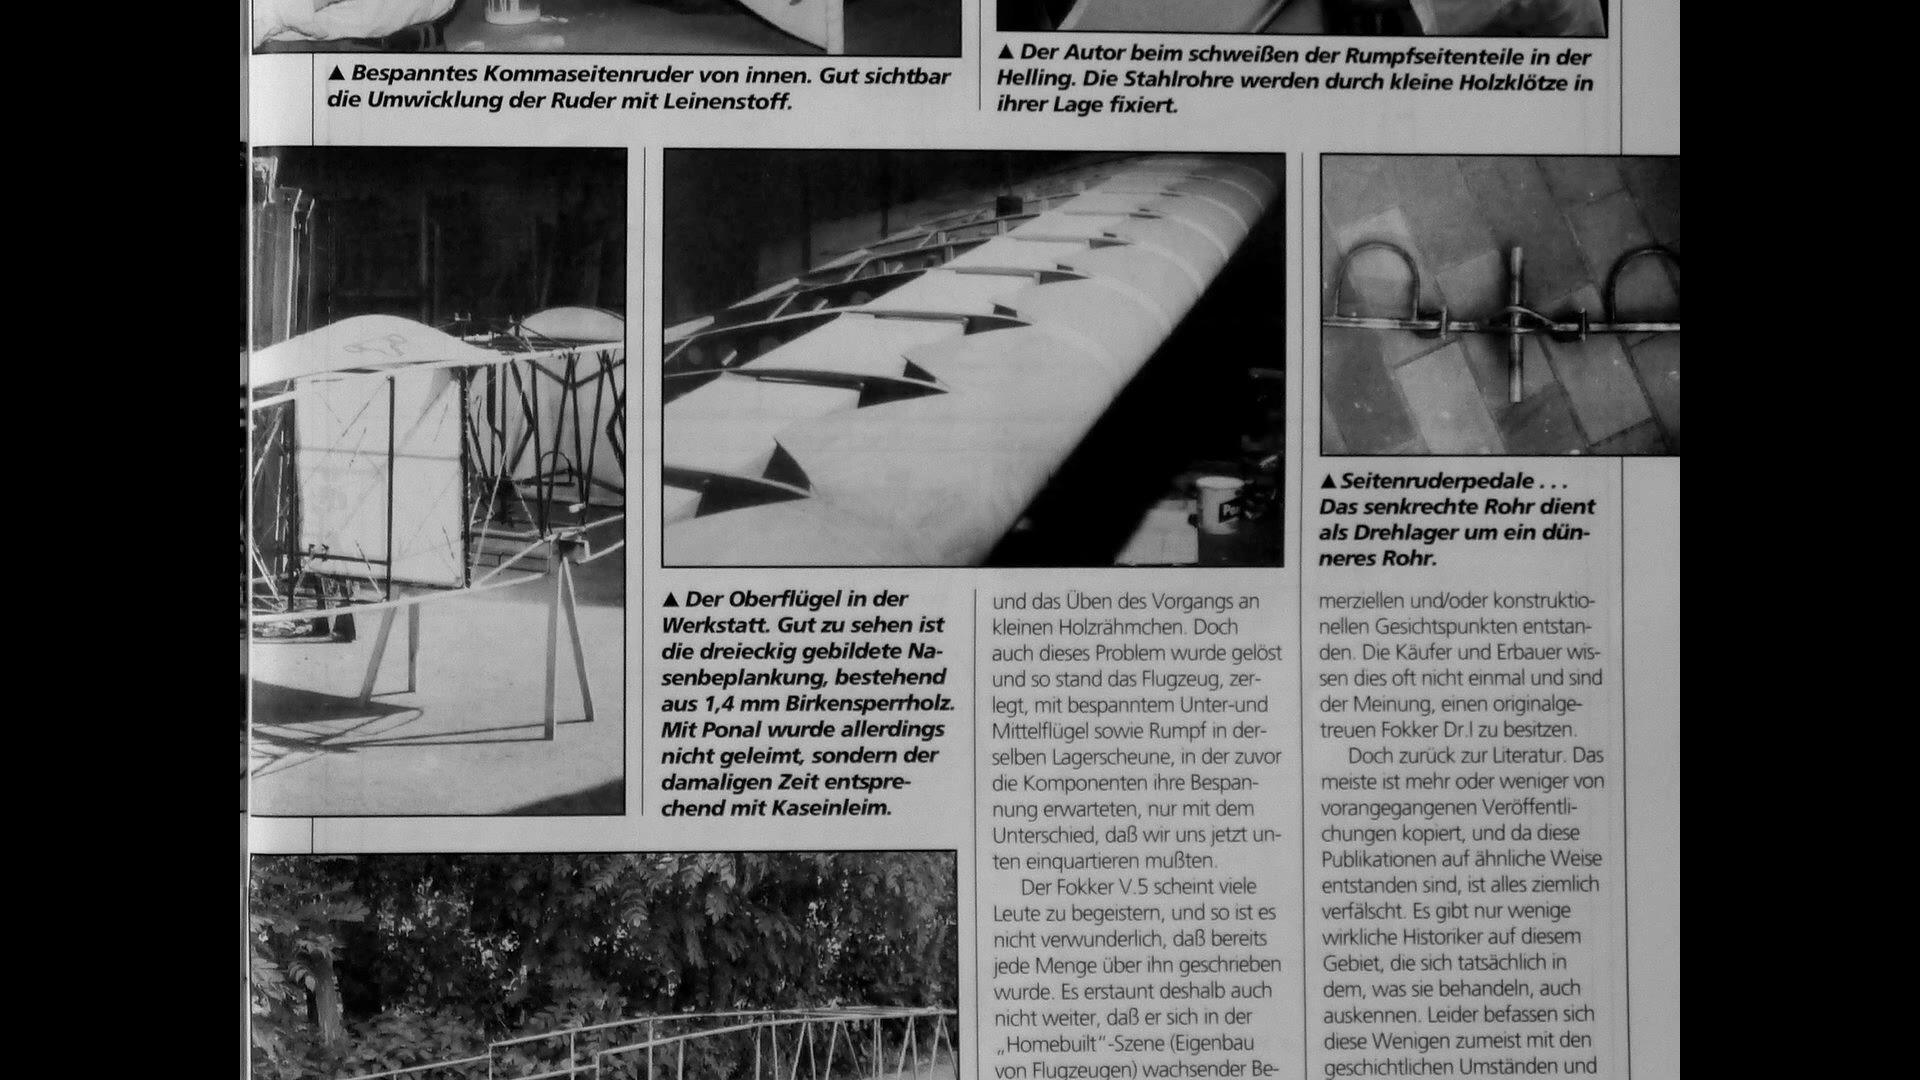 ▲ Bespanntes Kommaseitenruder von innen. Gut sichtbar
die Umwicklung der Ruder mit Leinenstoff.
▲ Der Autor beim schweißen der Rumpfseitenteile in der
Helling. Die Stahlrohre werden durch kleine Holzklötze in
ihrer Lage fixiert.
▲ Der Oberflügel in der
Werkstatt. Gut zu sehen ist
die dreieckig gebildete Na-
senbeplankung, bestehend
aus 1,4 mm Birkensperrholz.
Mit Ponal wurde allerdings
nicht geleimt, sondern der
damaligen Zeit entspre-
chend mit Kaseinleim.
und das Üben des Vorgangs an
kleinen Holzrähmchen. Doch
auch dieses Problem wurde gelöst
und so stand das Flugzeug, zer-
legt, mit bespanntem Unter-und
Mittelflügel sowie Rumpf in der-
selben Lagerscheune, in der zuvor
die Komponenten ihre Bespan-
nung erwarteten, nur mit dem
Unterschied, daß wir uns jetzt un-
ten einquartieren mußten.
Der Fokker V.5 scheint viele
Leute zu begeistern, und so ist es
nicht verwunderlich, daß bereits
jede Menge über ihn geschrieben
wurde. Es erstaunt deshalb auch
nicht weiter, daß er sich in der
„Homebuilt“-Szene (Eigenbau
von Flugzeugen) wachsender Be-
▲ Seitenruderpedale . . .
Das senkrechte Rohr dient
als Drehlager um ein dün-
neres Rohr.
merziellen und/oder konstruktio-
nellen Gesichtspunkten entstan-
den. Die Käufer und Erbauer wis-
sen dies oft nicht einmal und sind
der Meinung, einen originalge-
treuen Fokker Dr.I zu besitzen.
Doch zurück zur Literatur. Das
meiste ist mehr oder weniger von
vorangegangenen Veröffentli-
chungen kopiert, und da diese
Publikationen auf ähnliche Weise
entstanden sind, ist alles ziemlich
verfälscht. Es gibt nur wenige
wirkliche Historiker auf diesem
Gebiet, die sich tatsächlich in
dem, was sie behandeln, auch
auskennen. Leider befassen sich
diese Wenigen zumeist mit den
geschichtlichen Umständen und